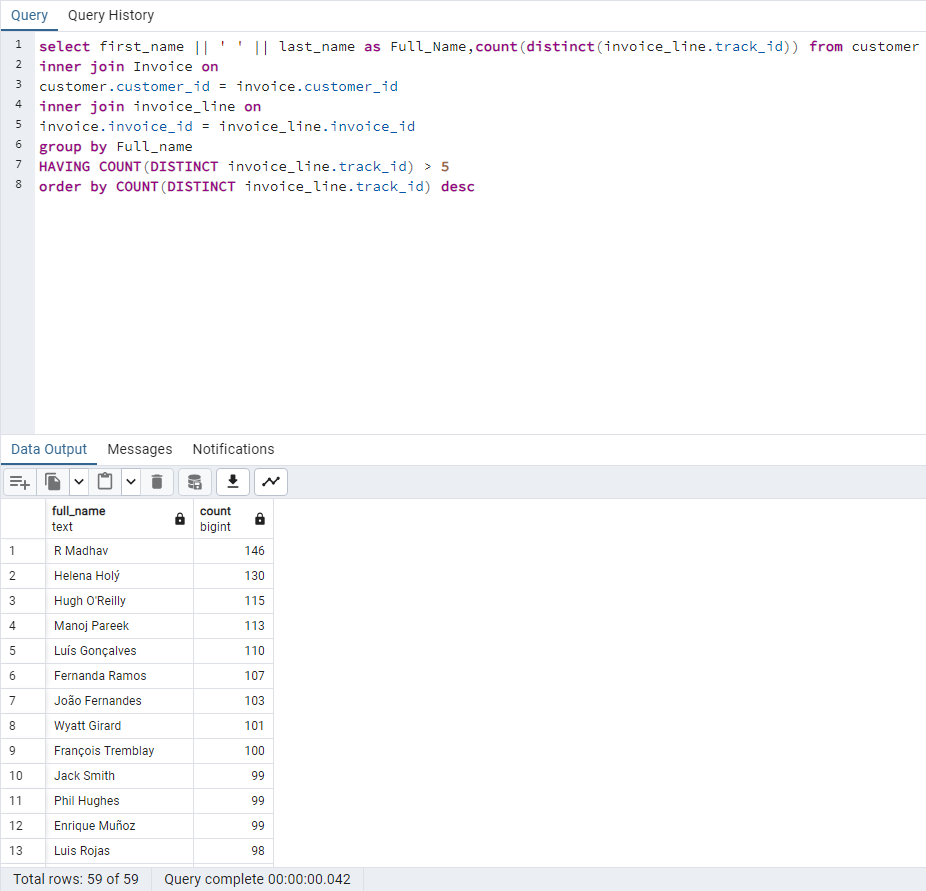 Query Query History
1 select first_name || ' ' || last_name as Full_Name,count(distinct(invoice_line.track_id)) from customer
2 inner join Invoice on
3 customer.customer_id = invoice.customer_id
4 inner join invoice_line on
5 invoice.invoice_id = invoice_line.invoice_id
6 group by Full_name
7 HAVING COUNT(DISTINCT invoice_line.track_id) > 5
8 order by COUNT(DISTINCT invoice_line.track_id) desc
Data Output Messages Notifications
full_name count
text bigint
1 R Madhav 146
2 Helena Holý 130
3 Hugh O'Reilly 115
4 Manoj Pareek 113
5 Luís Gonçalves 110
6 Fernanda Ramos 107
7 João Fernandes 103
8 Wyatt Girard 101
9 François Tremblay 100
10 Jack Smith 99
11 Phil Hughes 99
12 Enrique Muñoz 99
13 Luis Rojas 98
Total rows: 59 of 59 Query complete 00:00:00.042